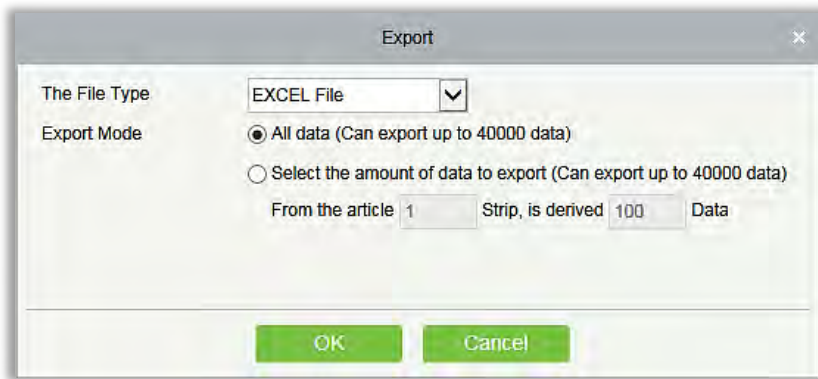 Export
The File Type EXCEL File
Export Mode All data (Can export up to 40000 data)
Select the amount of data to export (Can export up to 40000 data)
From the article 1 Strip, is derived 100 Data
OK Cancel